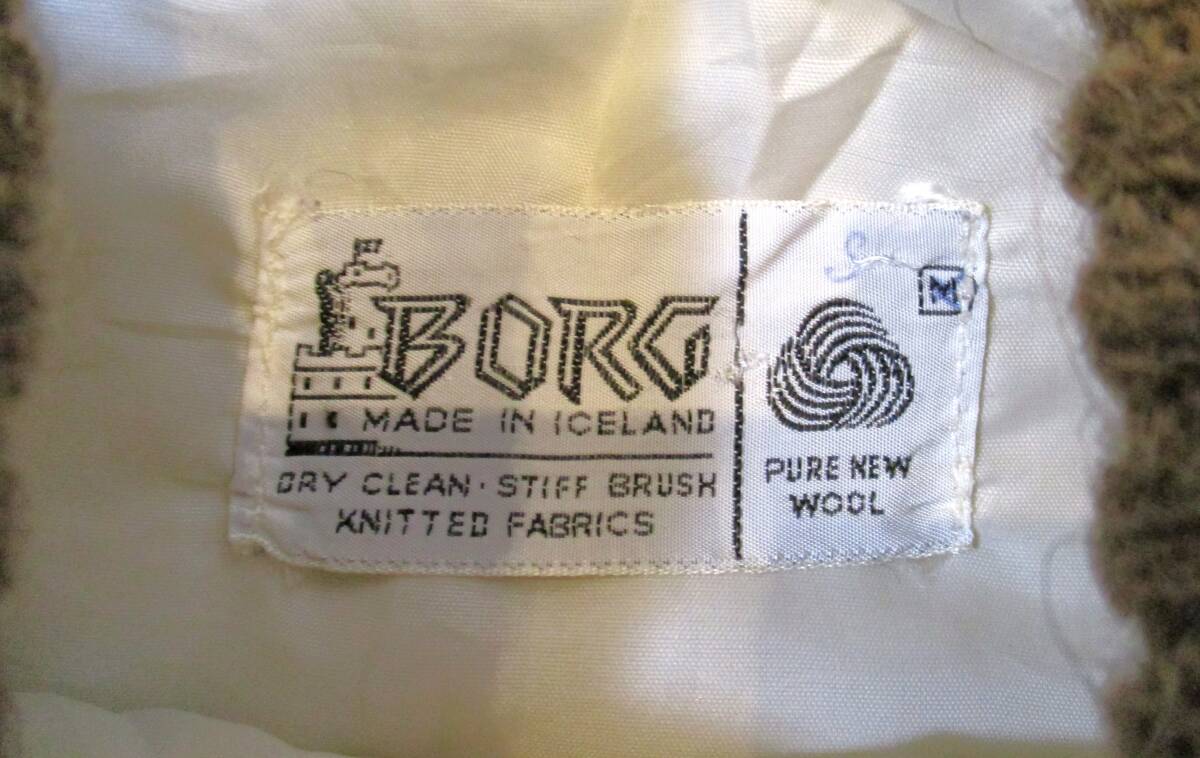 BORG
MADE IN ICELAND
DRY CLEAN · STIFF BRUSH
KNITTED FABRICS
M
PURE NEW
WOOL